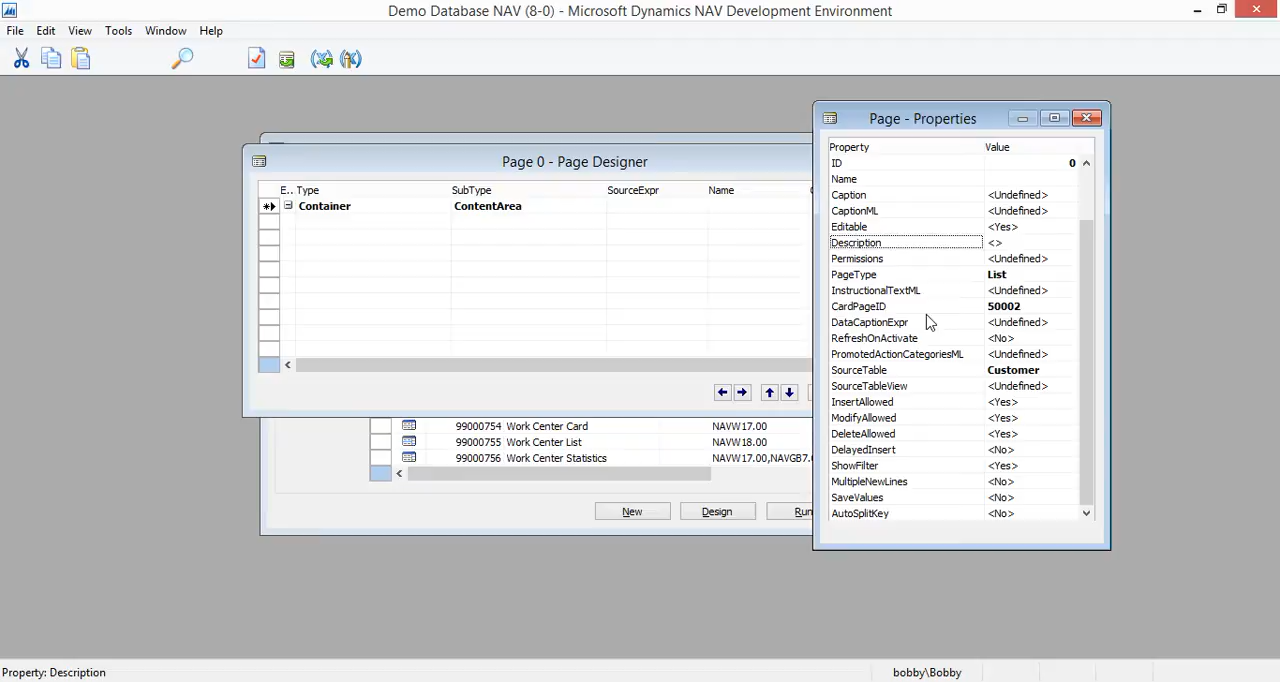 Demo Database NAV (8-0) - Microsoft Dynamics NAV Development Environment
File Edit View Tools Window Help
Page - Properties
Property Value
ID 0
Name
Caption <Undefined>
CaptionML <Undefined>
Editable <Yes>
Description <>
Permissions <Undefined>
PageType List
InstructionalTextML <Undefined>
CardPageID 50002
DataCaptionExpr <Undefined>
RefreshOnActivate <No>
PromotedActionCategoriesML <Undefined>
SourceTable Customer
SourceTableView <Undefined>
InsertAllowed <Yes>
ModifyAllowed <Yes>
DeleteAllowed <Yes>
DelayedInsert <No>
ShowFilter <Yes>
MultipleNewLines <No>
SaveValues <No>
AutoSplitKey <No>
Page 0 - Page Designer
E.. Type SubType SourceExpr Name
Container ContentArea
99000754 Work Center Card NAVW17.00
99000755 Work Center List NAVW18.00
99000756 Work Center Statistics NAVW17.00,NAVGB7.0
New Design Run
Property: Description bobby\Bobby